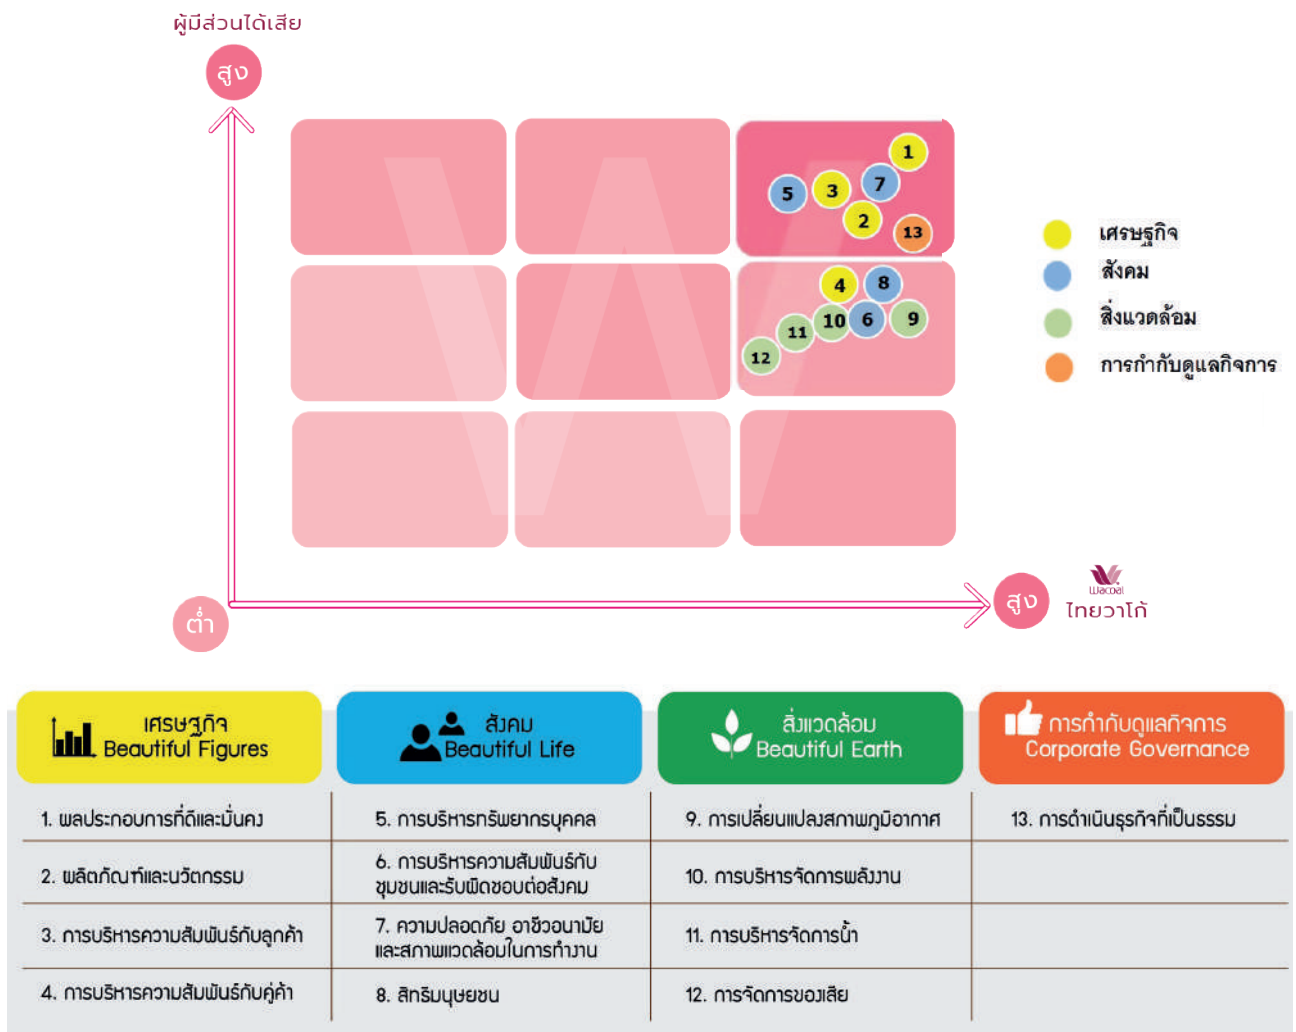 ผู้มีส่วนได้เสีย
สูง
1
7
3
5
2
13
4
8
10
6
9
11
12
เศรษฐกิจ
สังคม
สิ่งแวดล้อม
การกำกับดูแลกิจการ
ต่ำ
สูง
Wacoal
ไทยวาโก้
เศรษฐกิจ
Beautiful Figures
สังคม
Beautiful Life
สิ่งแวดล้อม
Beautiful Earth
การกำกับดูแลกิจการ
Corporate Governance
1. ผลประกอบการที่ดีและมั่นคง
5. การบริหารทรัพยากรบุคคล
9. การเปลี่ยนแปลงสภาพภูมิอากาศ
13. การดำเนินธุรกิจที่เป็นธรรม
2. ผลิตภัณฑ์และนวัตกรรม
6. การบริหารความสัมพันธ์กับ
ชุมชนและรับผิดชอบต่อสังคม
10. การบริหารจัดการพลังงาน
3. การบริหารความสัมพันธ์กับลูกค้า
7. ความปลอดภัย อาชีวอนามัย
และสภาพแวดล้อมในการทำงาน
11. การบริหารจัดการน้ำ
4. การบริหารความสัมพันธ์กับคู่ค้า
8. สิทธิมนุษยชน
12. การจัดการของเสีย